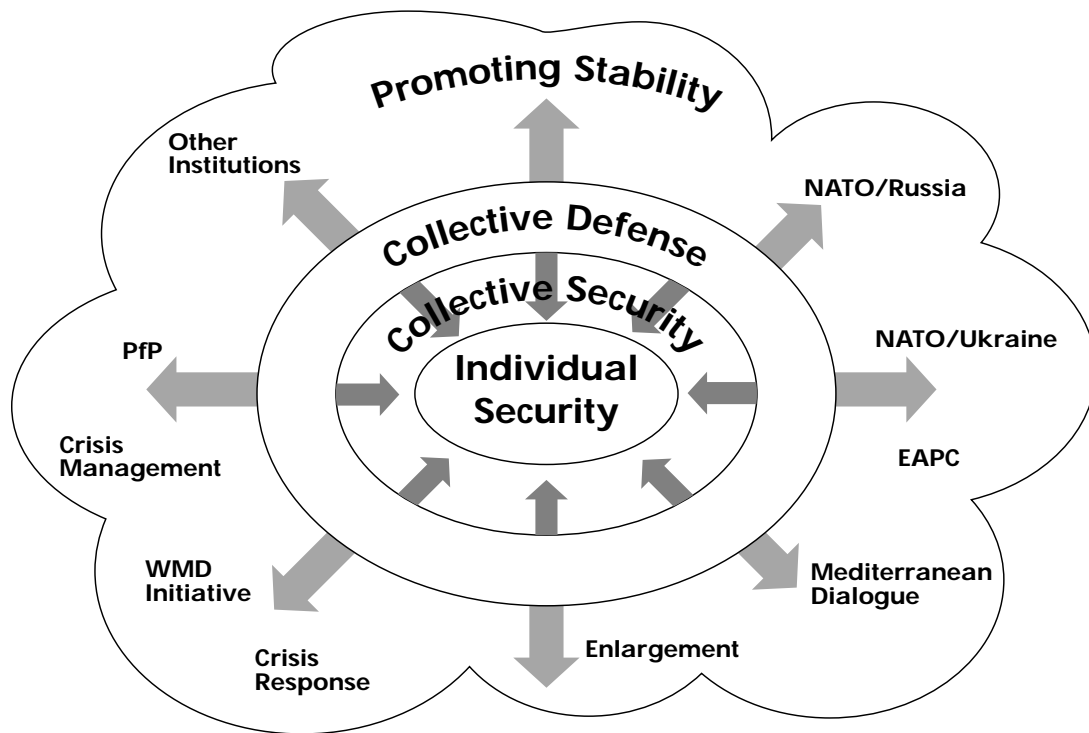 Promoting Stability
Other
Institutions
NATO/Russia
Collective Defense
Collective Security
PfP
NATO/Ukraine
Individual
Security
Crisis
Management
EAPC
WMD
Initiative
Mediterranean
Dialogue
Crisis
Response
Enlargement